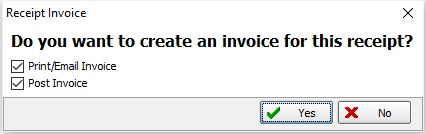 Receipt Invoice
Do you want to create an invoice for this receipt?
Print/Email Invoice
Post Invoice
Yes No